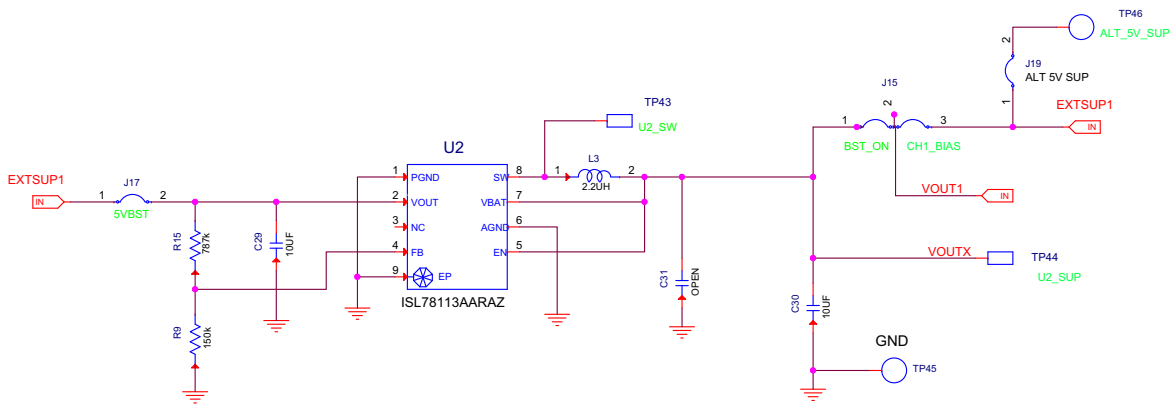 TP46
ALT_5V_SUP
2
J19
ALT 5V SUP
1
J15
2
EXTSUP1
IN
1
3
BST_ON
CH1_BIAS
TP43
U2_SW
VOUT1
IN
U2
L3
1
2
2.2UH
EXTSUP1
IN
J17
1
2
5VBST
1
PGND
SW
8
2
VOUT
VBAT
7
3
NC
AGND
6
4
FB
EN
5
9
EP
ISL78113AARAZ
R15
787k
C29
10UF
R9
150k
C31
OPEN
VOUTX
TP44
U2_SUP
C30
10UF
GND
TP45